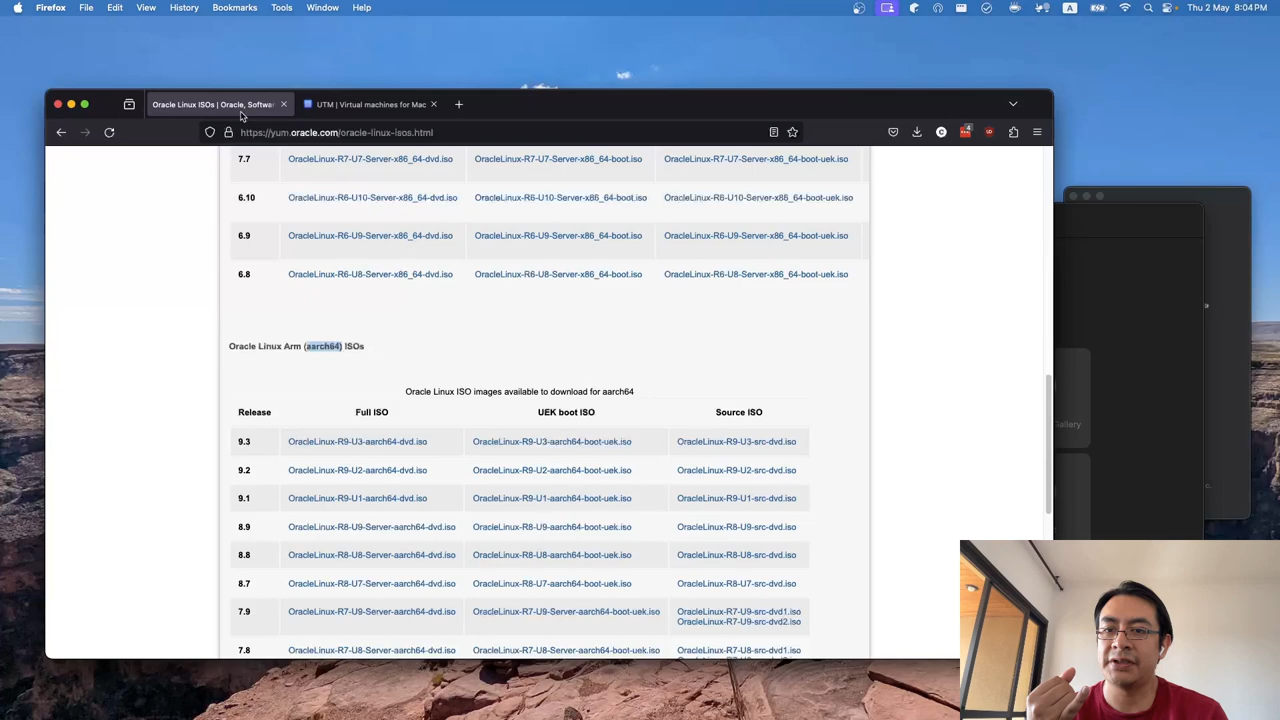 Firefox File Edit View History Bookmarks Tools Window Help A Thu 2 May 8:04 PM
Oracle Linux ISOs | Oracle, Softwar UTM | Virtual machines for Mac
https://yum.oracle.com/oracle-linux-isos.html 4
7.7 OracleLinux-R7-U7-Server-x86_64-dvd.iso OracleLinux-R7-U7-Server-x86_64-boot.iso OracleLinux-R7-U7-Server-x86_64-boot-uek.iso
6.10 OracleLinux-R6-U10-Server-x86_64-dvd.iso OracleLinux-R6-U10-Server-x86_64-boot.iso OracleLinux-R6-U10-Server-x86_64-boot-uek.iso
6.9 OracleLinux-R6-U9-Server-x86_64-dvd.iso OracleLinux-R6-U9-Server-x86_64-boot.iso OracleLinux-R6-U9-Server-x86_64-boot-uek.iso
6.8 OracleLinux-R6-U8-Server-x86_64-dvd.iso OracleLinux-R6-U8-Server-x86_64-boot.iso OracleLinux-R6-U8-Server-x86_64-boot-uek.iso
Oracle Linux Arm (aarch64) ISOs
Oracle Linux ISO images available to download for aarch64
Release Full ISO UEK boot ISO Source ISO
9.3 OracleLinux-R9-U3-aarch64-dvd.iso OracleLinux-R9-U3-aarch64-boot-uek.iso OracleLinux-R9-U3-src-dvd.iso
9.2 OracleLinux-R9-U2-aarch64-dvd.iso OracleLinux-R9-U2-aarch64-boot-uek.iso OracleLinux-R9-U2-src-dvd.iso
9.1 OracleLinux-R9-U1-aarch64-dvd.iso OracleLinux-R9-U1-aarch64-boot-uek.iso OracleLinux-R9-U1-src-dvd.iso
8.9 OracleLinux-R8-U9-Server-aarch64-dvd.iso OracleLinux-R8-U9-aarch64-boot-uek.iso OracleLinux-R8-U9-src-dvd.iso
8.8 OracleLinux-R8-U8-Server-aarch64-dvd.iso OracleLinux-R8-U8-aarch64-boot-uek.iso OracleLinux-R8-U8-src-dvd.iso
8.7 OracleLinux-R8-U7-Server-aarch64-dvd.iso OracleLinux-R8-U7-aarch64-boot-uek.iso OracleLinux-R8-U7-src-dvd.iso
7.9 OracleLinux-R7-U9-Server-aarch64-dvd.iso OracleLinux-R7-U9-Server-aarch64-boot-uek.iso OracleLinux-R7-U9-src-dvd1.iso
OracleLinux-R7-U9-src-dvd2.iso
7.8 OracleLinux-R7-U8-Server-aarch64-dvd.iso OracleLinux-R7-U8-Server-aarch64-boot-uek.iso OracleLinux-R7-U8-src-dvd1.iso
Gallery